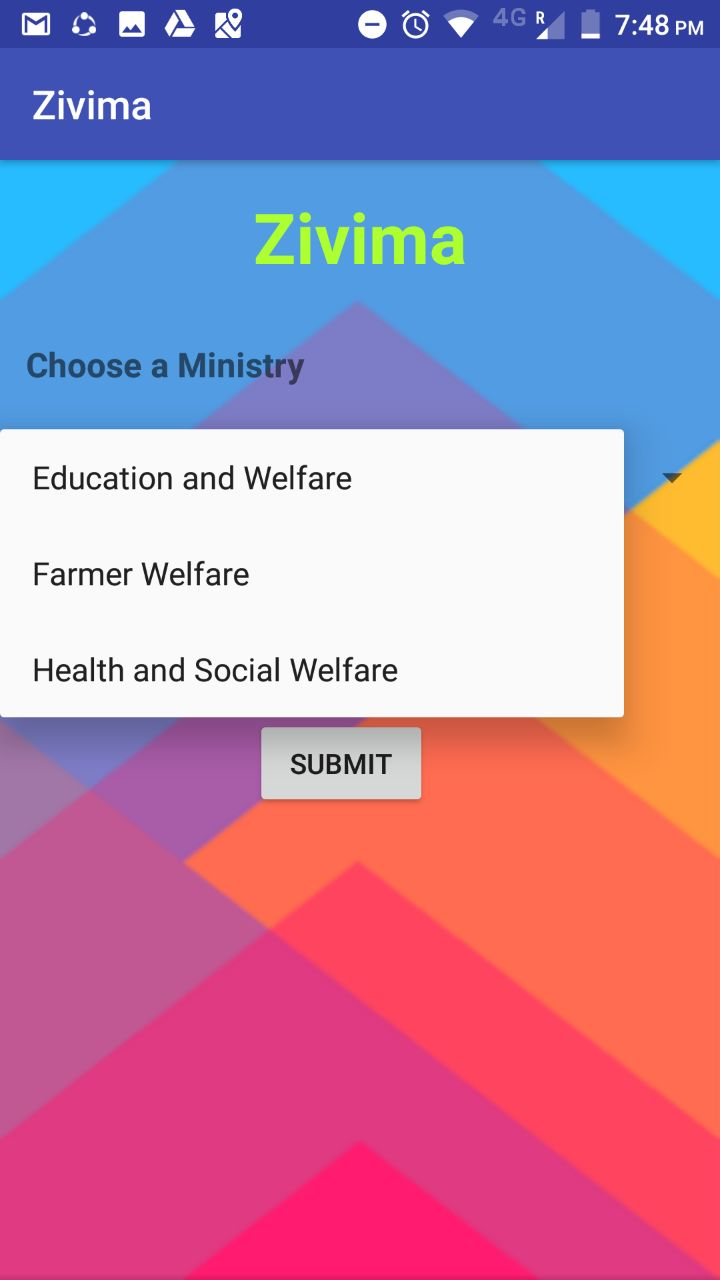 4G R 7:48 PM
Zivima
Zivima
Choose a Ministry
Education and Welfare
Farmer Welfare
Health and Social Welfare
SUBMIT